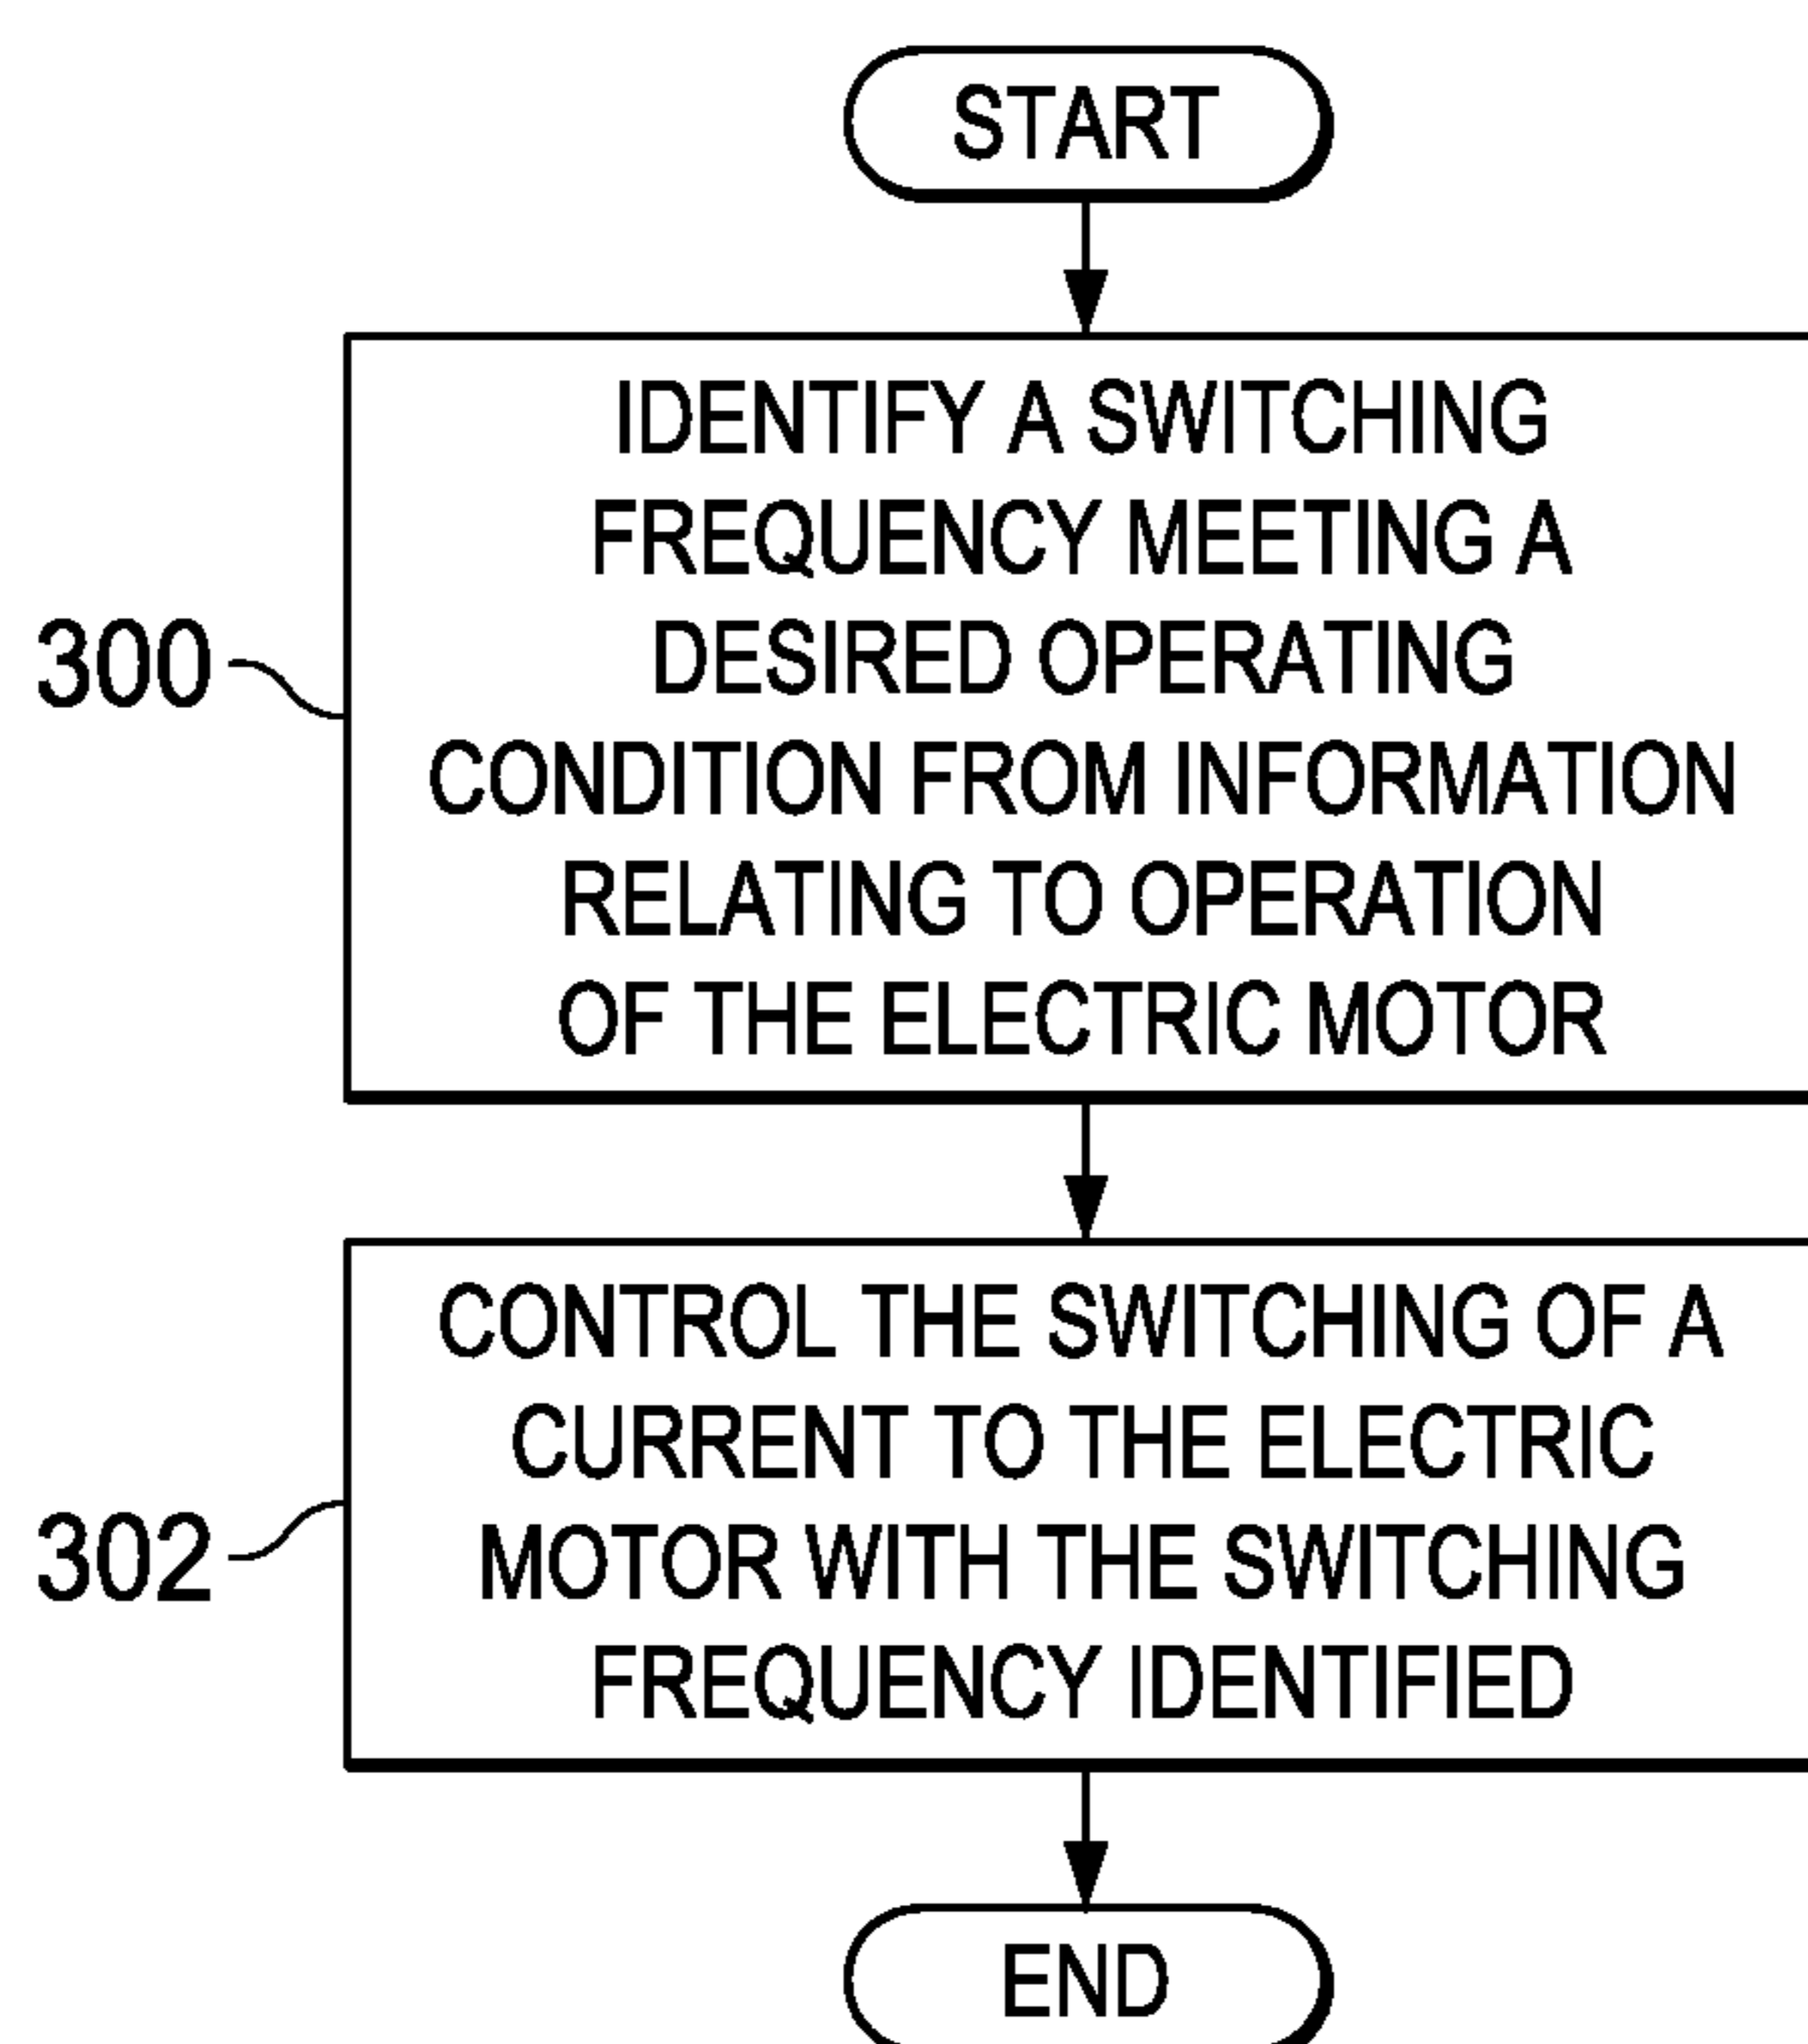 START
IDENTIFY A SWITCHING
FREQUENCY MEETING A
DESIRED OPERATING
CONDITION FROM INFORMATION
RELATING TO OPERATION
OF THE ELECTRIC MOTOR
300
CONTROL THE SWITCHING OF A
CURRENT TO THE ELECTRIC
MOTOR WITH THE SWITCHING
FREQUENCY IDENTIFIED
302
END